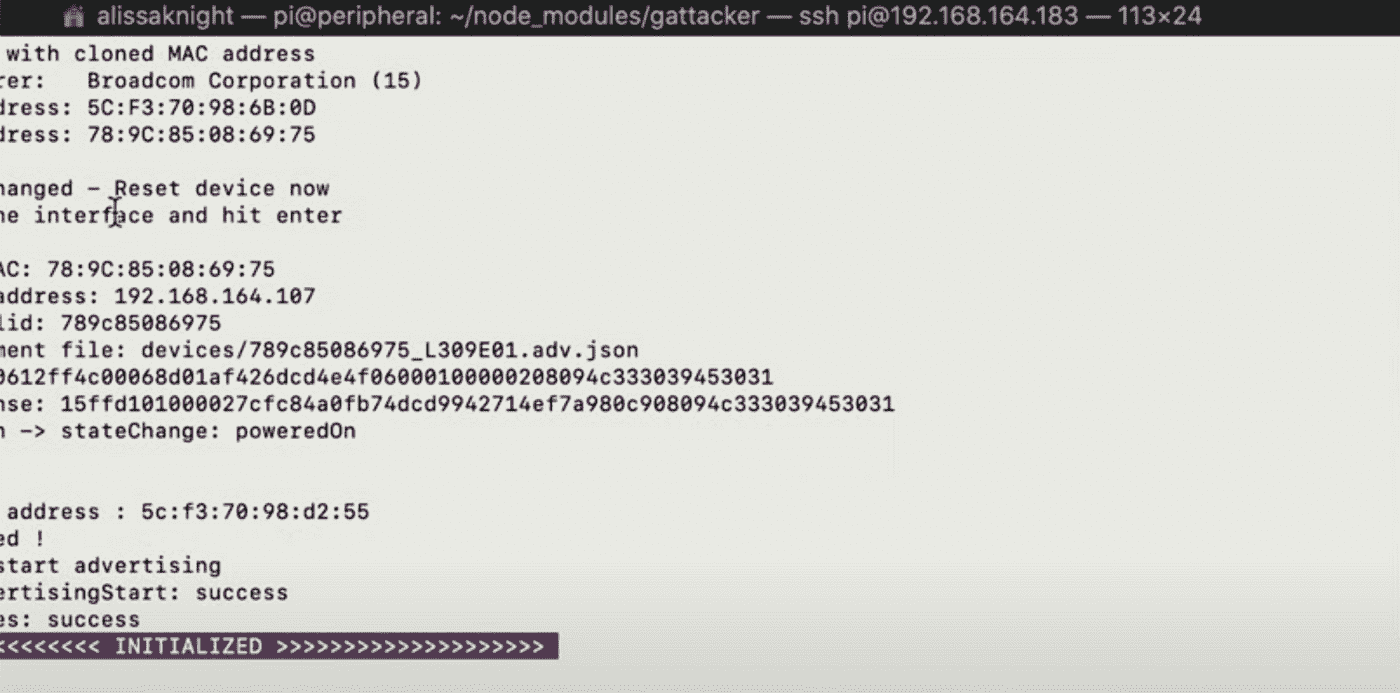 alissaknight — pi@peripheral: ~/node_modules/gattacker — ssh pi@192.168.164.183 — 113×24
with cloned MAC address
rer: Broadcom Corporation (15)
dress: 5C:F3:70:98:6B:0D
dress: 78:9C:85:08:69:75
hanged – Reset device now
he interface and hit enter
AC: 78:9C:85:08:69:75
address: 192.168.164.107
lid: 789c85086975
ment file: devices/789c85086975_L309E01.adv.json
0612ff4c00068d01af426dcd4e4f06000100000208094c333039453031
nse: 15ffd101000027cfc84a0fb74dcd9942714ef7a980c908094c333039453031
n -> stateChange: poweredOn
address : 5c:f3:70:98:d2:55
ed !
start advertising
ertisingStart: success
es: success
<<<<<<<< INITIALIZED >>>>>>>>>>>>>>>>>>>>